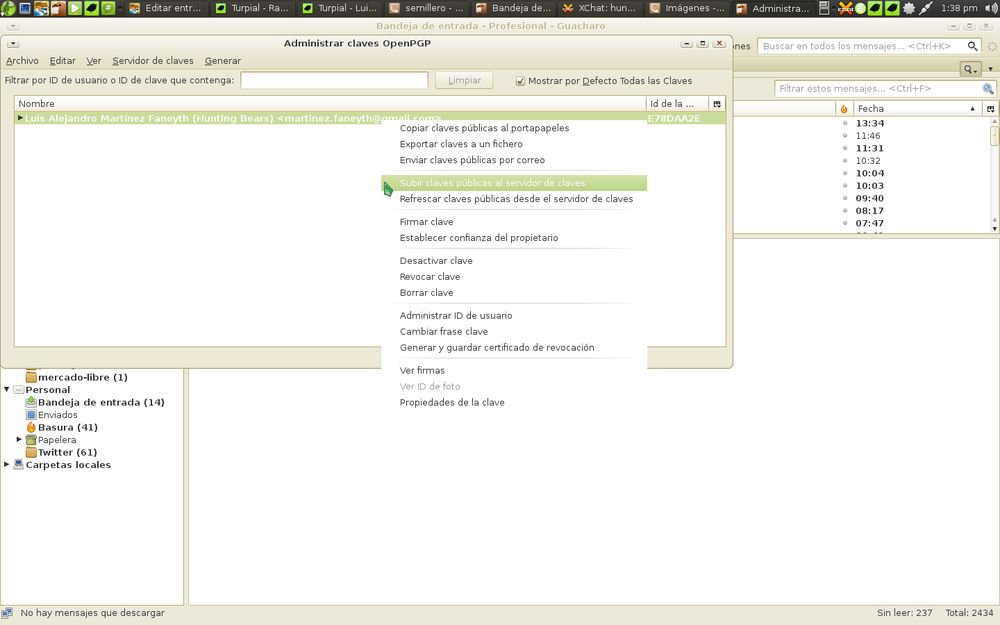 Editar entr...
Turpial - Ra...
Turpial - Lui...
semillero - ...
Bandeja de...
XChat: hun...
Imágenes -...
Administra...
1:38 pm
Bandeja de entrada - Profesional - Guacharo
Administrar claves OpenPGP
ones
Buscar en todos los mensajes... <Ctrl+K>
Archivo Editar Ver Servidor de claves Generar
Filtrar por ID de usuario o ID de clave que contenga:
Limpiar
Mostrar por Defecto Todas las Claves
Filtrar estos mensajes... <Ctrl+F>
Nombre
Id de la ...
Fecha
Luis Alejandro Martínez Faneyth (Hunting Bears) <martinez.faneyth@gmail.com>
E78DAA2E
13:34
11:46
11:31
10:32
10:04
10:03
09:40
08:17
07:47
Copiar claves públicas al portapapeles
Exportar claves a un fichero
Enviar claves públicas por correo
Subir claves públicas al servidor de claves
Refrescar claves públicas desde el servidor de claves
Firmar clave
Establecer confianza del propietario
Desactivar clave
Revocar clave
Borrar clave
Administrar ID de usuario
Cambiar frase clave
Generar y guardar certificado de revocación
Ver firmas
Ver ID de foto
Propiedades de la clave
mercado-libre (1)
Personal
Bandeja de entrada (14)
Enviados
Basura (41)
Papelera
Twitter (61)
Carpetas locales
No hay mensajes que descargar
Sin leer: 237
Total: 2434